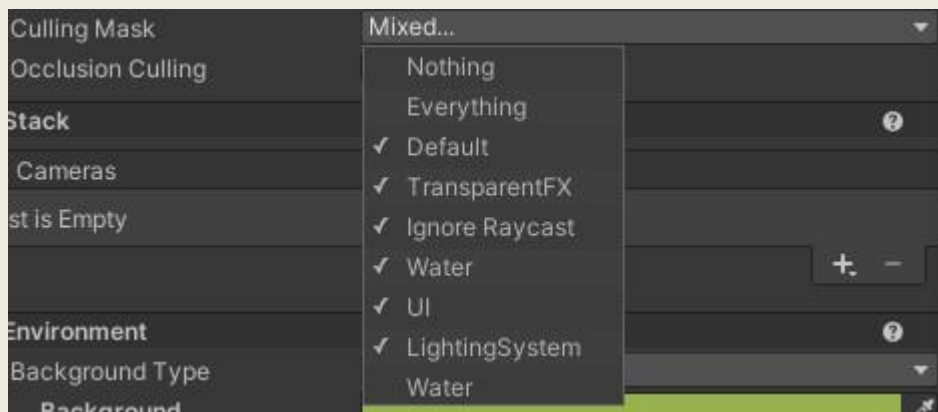 Culling Mask Mixed...
Occlusion Culling Nothing
Everything
Stack
✓ Default
Cameras ✓ TransparentFX
st is Empty ✓ Ignore Raycast
✓ Water
✓ UI
Environment ✓ LightingSystem
Background Type Water
Background